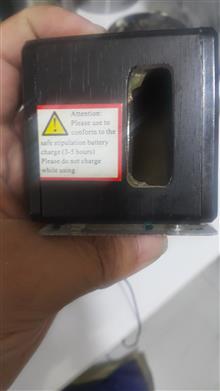 Attention:
Please use to
conform to the
safe stipulation battery
charge (3-5 hours)
Please do not charge
while using